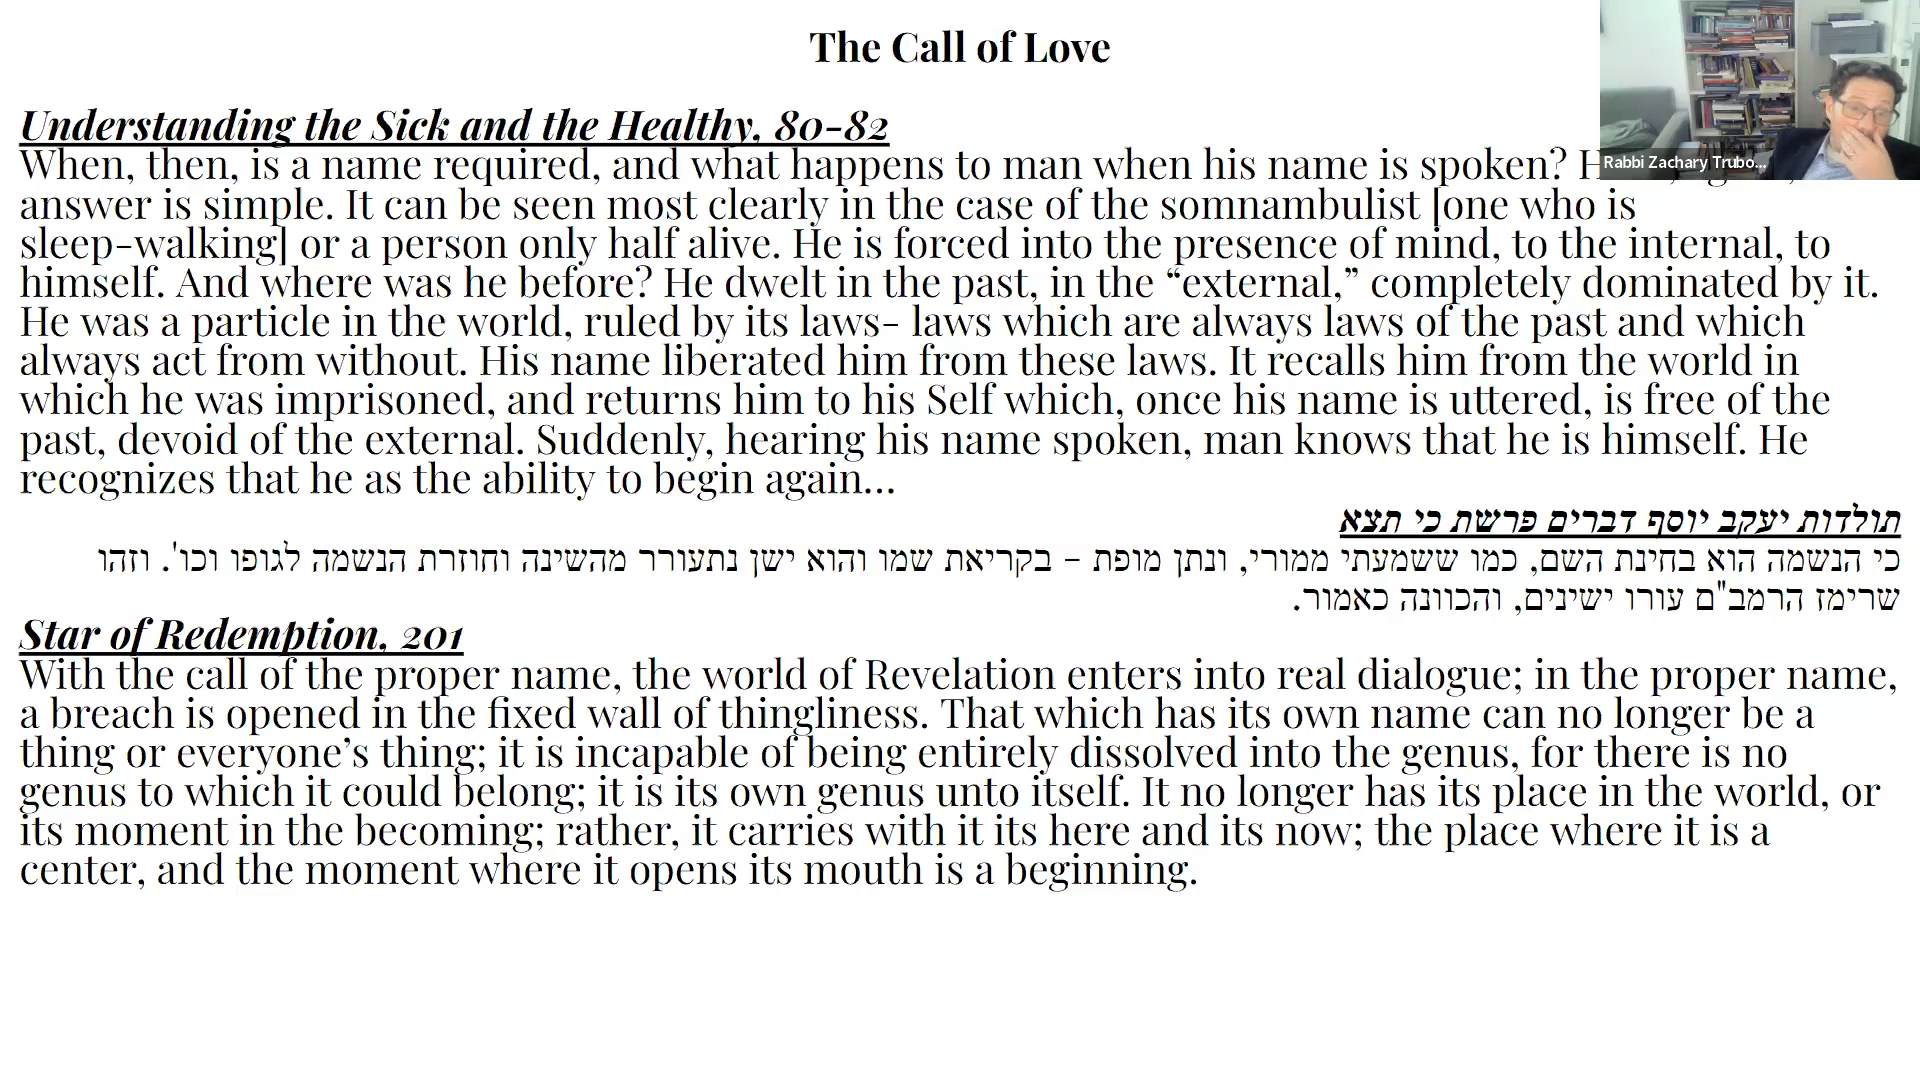 The Call of Love
Understanding the Sick and the Healthy, 80-82
When, then, is a name required, and what happens to man when his name is spoken?
answer is simple. It can be seen most clearly in the case of the somnambulist [one who is
sleep-walking] or a person only half alive. He is forced into the presence of mind, to the internal, to
himself. And where was he before? He dwelt in the past, in the “external,” completely dominated by it.
He was a particle in the world, ruled by its laws- laws which are always laws of the past and which
always act from without. His name liberated him from these laws. It recalls him from the world in
which he was imprisoned, and returns him to his Self which, once his name is uttered, is free of the
past, devoid of the external. Suddenly, hearing his name spoken, man knows that he is himself. He
recognizes that he as the ability to begin again…
תולדות יעקב יוסף דברים פרשת כי תצא
כי הנשמה הוא בחינת השם, כמו ששמעתי ממורי, ונתן מופת – בקריאת שמו והוא ישן נתעורר מהשינה וחוזרת הנשמה לגופו וכו'. וזהו
שרימז הרמב"ם עורו ישינים, והכוונה כאמור.
Star of Redemption, 201
With the call of the proper name, the world of Revelation enters into real dialogue; in the proper name,
a breach is opened in the fixed wall of thingliness. That which has its own name can no longer be a
thing or everyone’s thing; it is incapable of being entirely dissolved into the genus, for there is no
genus to which it could belong; it is its own genus unto itself. It no longer has its place in the world, or
its moment in the becoming; rather, it carries with it its here and its now; the place where it is a
center, and the moment where it opens its mouth is a beginning.
Rabbi Zachary Trubo...